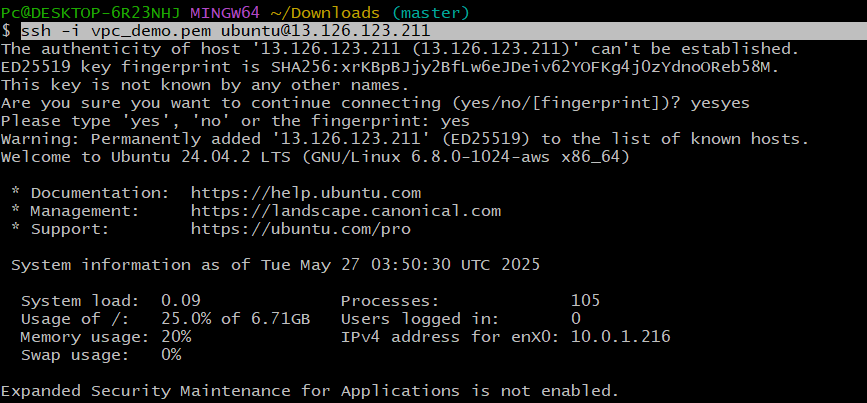 Pc@DESKTOP-6R23NHJ MINGW64 ~/Downloads (master)
$ ssh -i vpc_demo.pem ubuntu@13.126.123.211
The authenticity of host '13.126.123.211 (13.126.123.211)' can't be established.
ED25519 key fingerprint is SHA256:xrKBpBJjy2BfLw6eJDeiv62YOFKg4j0zYdnoOReb58M.
This key is not known by any other names.
Are you sure you want to continue connecting (yes/no/[fingerprint])? yesyes
Please type 'yes', 'no' or the fingerprint: yes
Warning: Permanently added '13.126.123.211' (ED25519) to the list of known hosts.
Welcome to Ubuntu 24.04.2 LTS (GNU/Linux 6.8.0-1024-aws x86_64)
* Documentation:  https://help.ubuntu.com
* Management:     https://landscape.canonical.com
* Support:        https://ubuntu.com/pro
System information as of Tue May 27 03:50:30 UTC 2025
System load:  0.09               Processes:             105
Usage of /:   25.0% of 6.71GB    Users logged in:       0
Memory usage: 20%                IPv4 address for enX0: 10.0.1.216
Swap usage:   0%
Expanded Security Maintenance for Applications is not enabled.